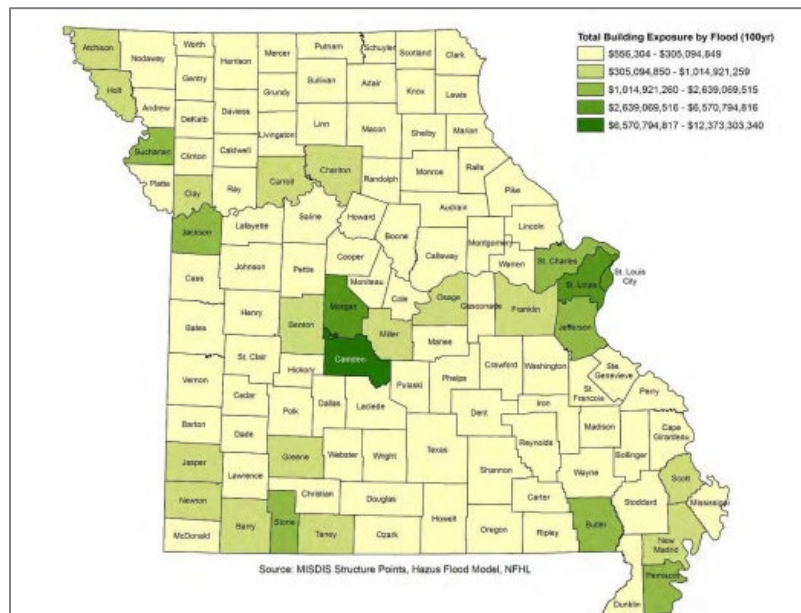 Total Building Exposure by Flood (100yr)
$556,304 - $305,094,849
$305,094,850 - $1,014,921,259
$1,014,921,260 - $2,639,069,515
$2,639,069,516 - $6,570,794,816
$6,570,794,817 - $12,373,303,340
Atchison
Nodaway
Worth
Harrison
Mercer
Putnam
Schuyler
Scotland
Clark
Holt
Gentry
Sullivan
Adair
Knox
Lewis
Andrew
DeKalb
Daviess
Grundy
Livingston
Linn
Macon
Shelby
Marion
Buchanan
Clinton
Caldwell
Platte
Clay
Ray
Carroll
Chariton
Randolph
Monroe
Ralls
Pike
Audrain
Jackson
Lafayette
Saline
Howard
Boone
Callaway
Montgomery
Lincoln
Warren
St. Charles
St. Louis
St. Louis
City
Cass
Johnson
Pettis
Cooper
Moniteau
Cole
Osage
Gasconade
Franklin
Jefferson
Bates
Henry
Benton
Morgan
Miller
Maries
Camden
Vernon
St. Clair
Hickory
Pulaski
Phelps
Crawford
Washington
Ste.
Genevieve
St.
Francois
Perry
Barton
Cedar
Polk
Dallas
Laclede
Dent
Iron
Madison
Cape
Girardeau
Dade
Reynolds
Bollinger
Jasper
Lawrence
Greene
Webster
Wright
Texas
Shannon
Wayne
Scott
Mississippi
Newton
Christian
Douglas
Carter
Stoddard
McDonald
Barry
Stone
Taney
Ozark
Howell
Oregon
Ripley
Butler
New
Madrid
Pemiscot
Dunklin
Source: MISDIS Structure Points, Hazus Flood Model, NFHL